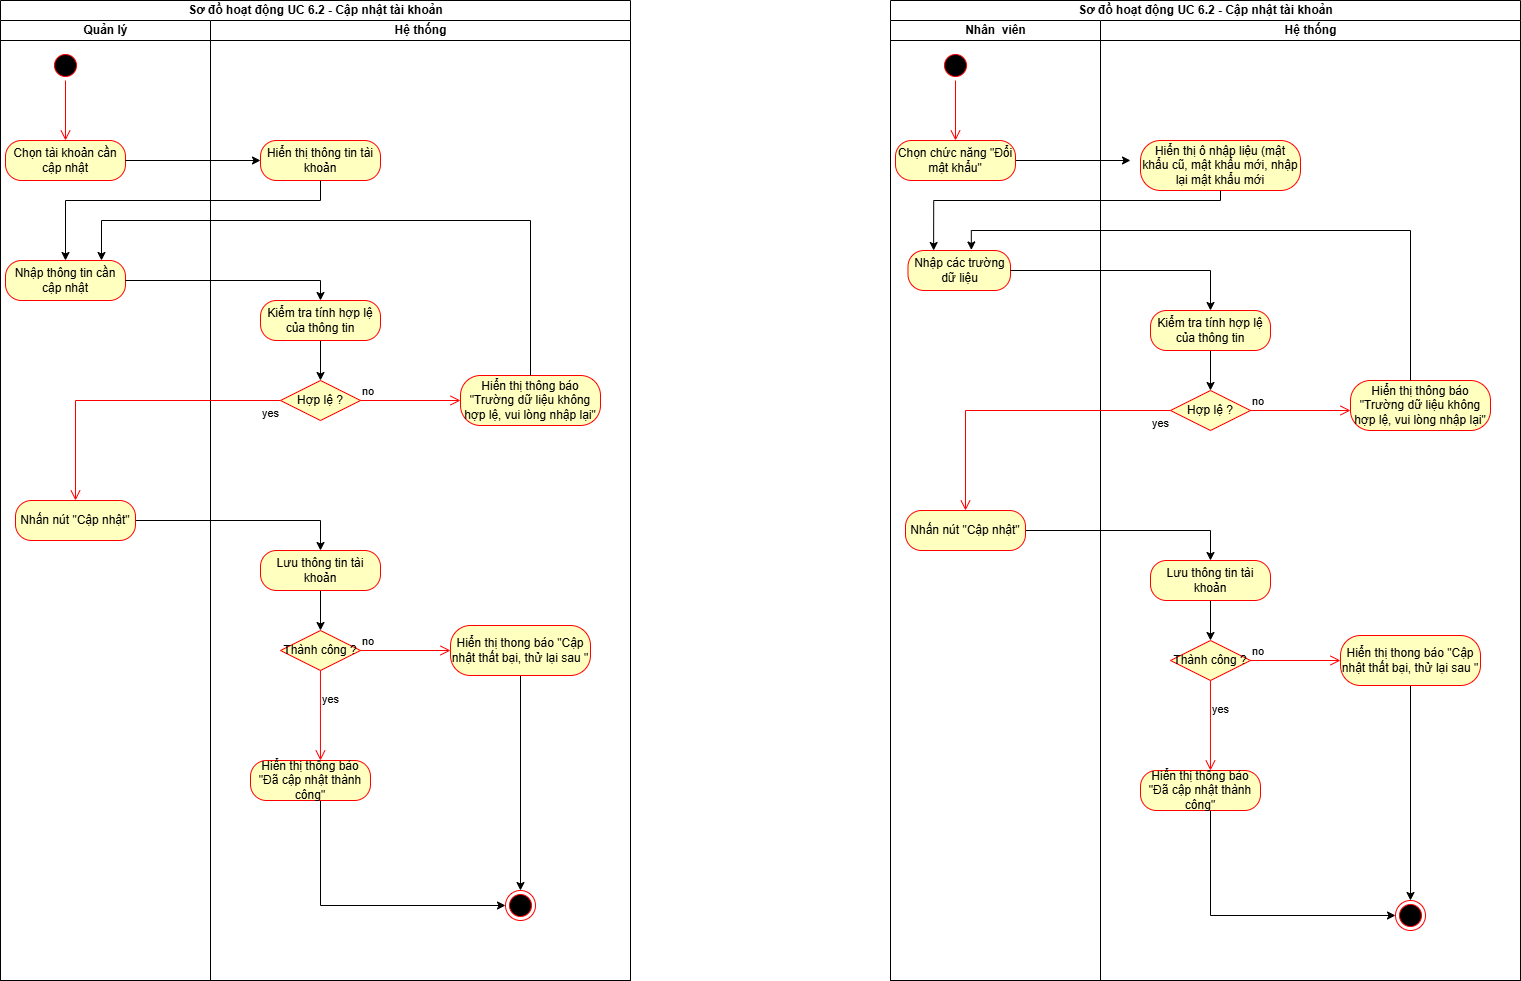 Sơ đồ hoạt động UC 6.2 - Cập nhật tài khoản
Quản lý
Hệ thống
Chọn tài khoản cần
cập nhật
Hiển thị thông tin tài
khoản
Nhập thông tin cần
cập nhật
Kiểm tra tính hợp lệ
của thông tin
Hợp lệ ?
no
yes
Hiển thị thông báo
"Trường dữ liệu không
hợp lệ, vui lòng nhập lại"
Nhấn nút "Cập nhật"
Lưu thông tin tài
khoản
Thành công ?
no
yes
Hiển thị thong báo "Cập
nhật thất bại, thử lại sau "
Hiển thị thông báo
"Đã cập nhật thành
công"
Sơ đồ hoạt động UC 6.2 - Cập nhật tài khoản
Nhân  viên
Hệ thống
Chọn chức năng "Đổi
mật khẩu"
Hiển thị ô nhập liệu (mật
khẩu cũ, mật khẩu mới, nhập
lại mật khẩu mới
Nhập các trường
dữ liệu
Kiểm tra tính hợp lệ
của thông tin
Hợp lệ ?
no
yes
Hiển thị thông báo
"Trường dữ liệu không
hợp lệ, vui lòng nhập lại"
Nhấn nút "Cập nhật"
Lưu thông tin tài
khoản
Thành công ?
no
yes
Hiển thị thong báo "Cập
nhật thất bại, thử lại sau "
Hiển thị thông báo
"Đã cập nhật thành
công"